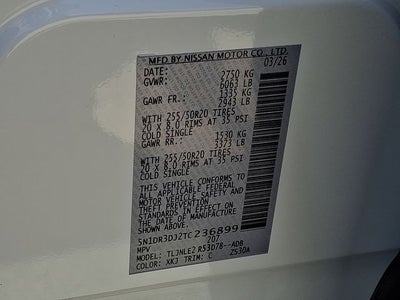 MFD BY NISSAN MOTOR CO., LTD.
DATE: 03/26
GVWR: 2750 KG
6063 LB
GAWR FR.: 1335 KG
2943 LB
WITH 255/50R20 TIRES
20 X 8.0 RIMS AT 35 PSI
COLD SINGLE
GAWR RR.: 1530 KG
3373 LB
WITH 255/50R20 TIRES
20 X 8.0 RIMS AT 35 PSI
COLD SINGLE
THIS VEHICLE CONFORMS TO
ALL APPLICABLE FEDERAL
MOTOR VEHICLE SAFETY AND
THEFT PREVENTION STANDARDS
IN EFFECT ON THE DATE OF
MANUFACTURE SHOWN ABOVE.
236899
MPV 207
COLOR: XKJ TRIM: C